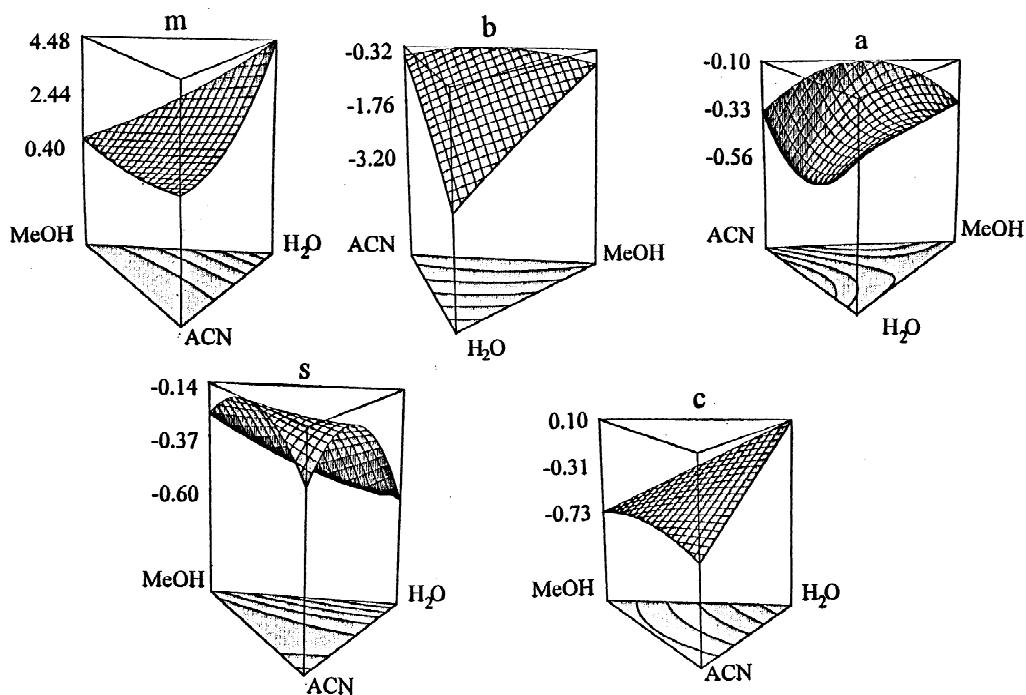 m
4.48
2.44
0.40
MeOH
H₂O
ACN
b
-0.32
-1.76
-3.20
ACN
MeOH
H₂O
a
-0.10
-0.33
-0.56
ACN
MeOH
H₂O
s
-0.14
-0.37
-0.60
MeOH
H₂O
ACN
c
0.10
-0.31
-0.73
MeOH
H₂O
ACN